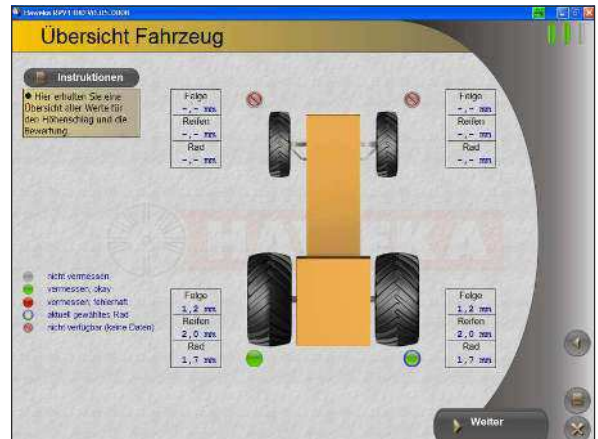 Übersicht Fahrzeug
Instruktionen
Hier erhalten Sie eine
Übersicht aller Werte für
den Höhenschlag und die
Bewertung.
Felge
-,- mm
Reifen
-,- mm
Rad
-,- mm
Felge
-,- mm
Reifen
-,- mm
Rad
-,- mm
HAWEKA
nicht vermessen
vermessen, okay
vermessen, fehlerhaft
aktuell gewähltes Rad
nicht verfügbar (keine Daten)
Felge
1,2 mm
Reifen
2,0 mm
Rad
1,7 mm
Felge
1,2 mm
Reifen
2,0 mm
Rad
1,7 mm
Weiter